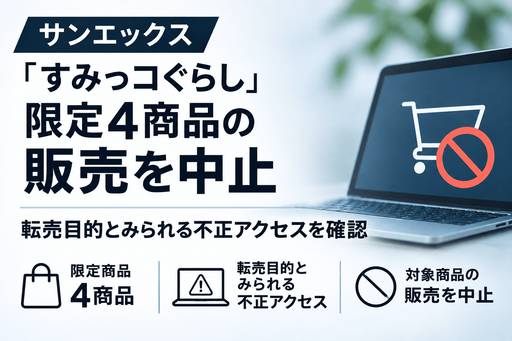 サンエックス
「すみっコぐらし」
限定4商品の
販売を中止
転売目的とみられる不正アクセスを確認
限定商品
4商品
転売目的と
みられる
不正アクセス
対象商品の
販売を中止